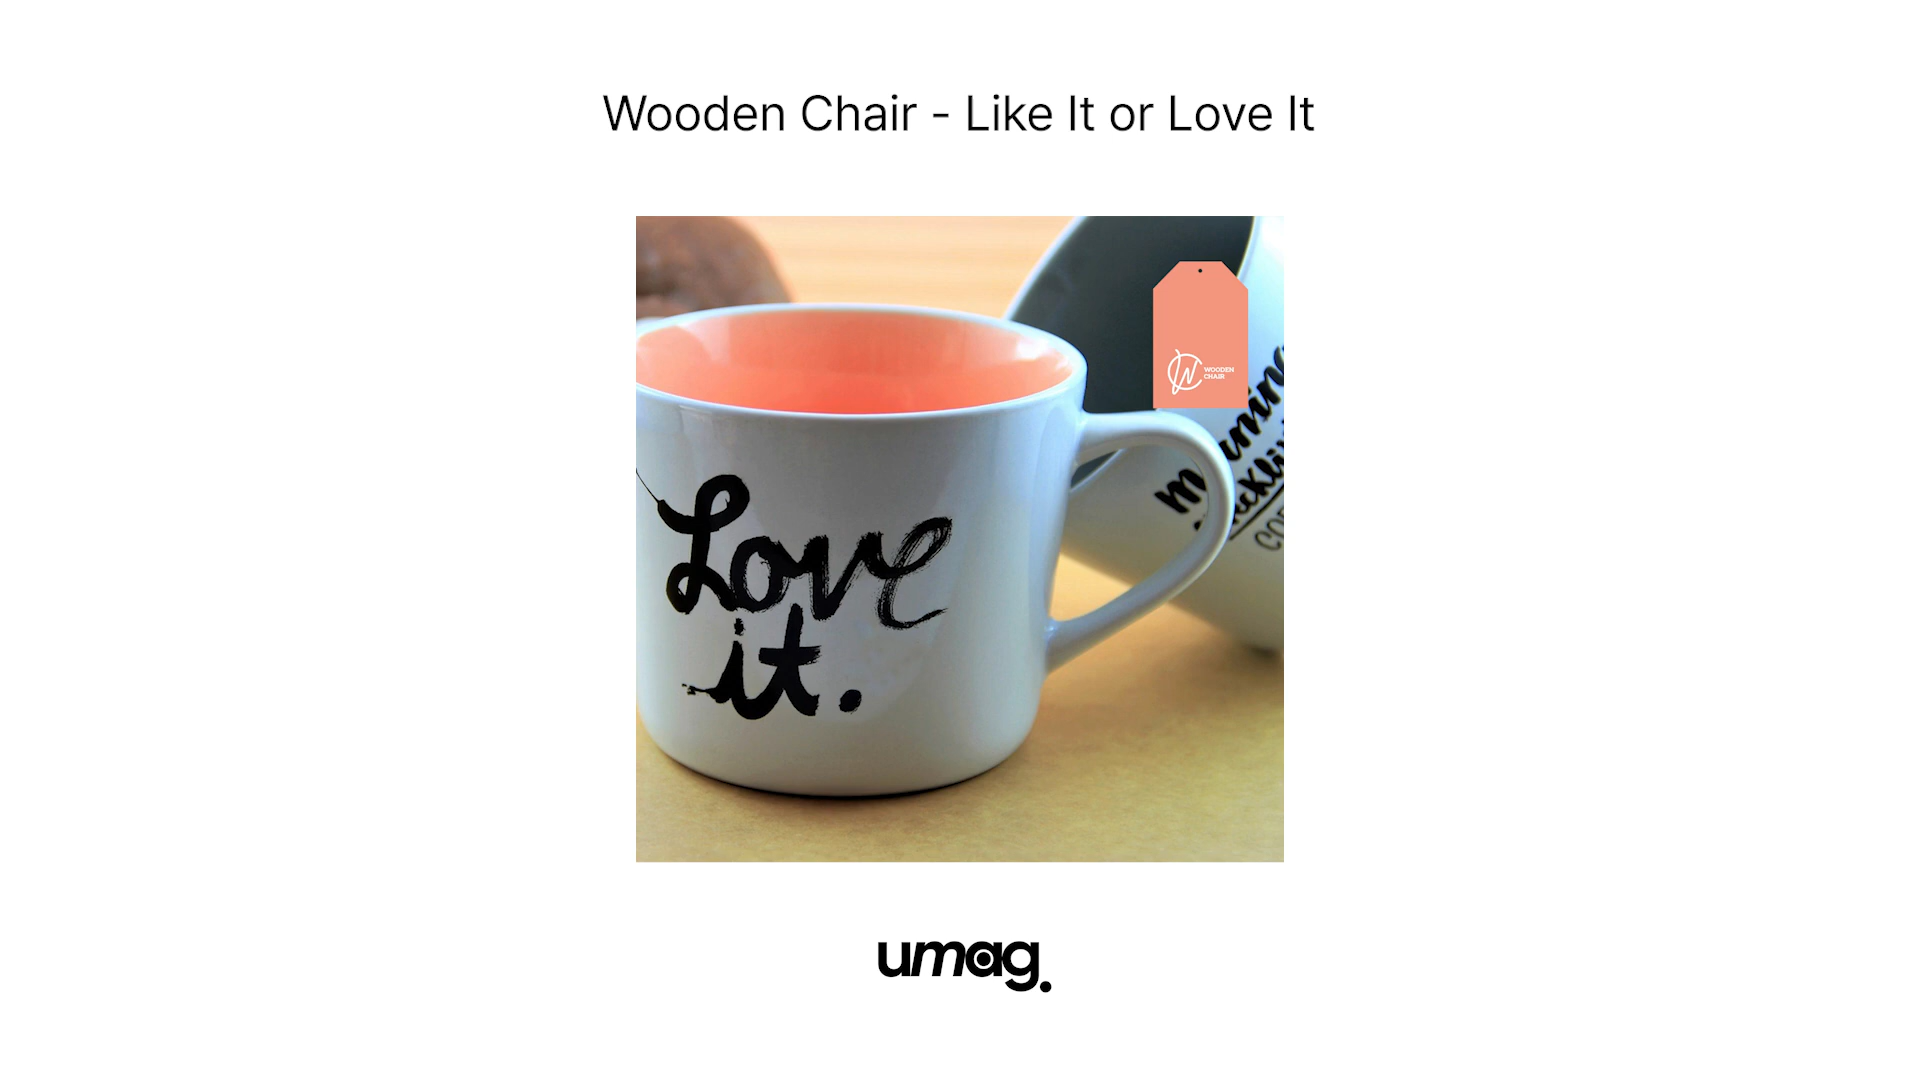 Wooden Chair - Like It or Love It
WOODEN
CHAIR
Love
it.
umag.